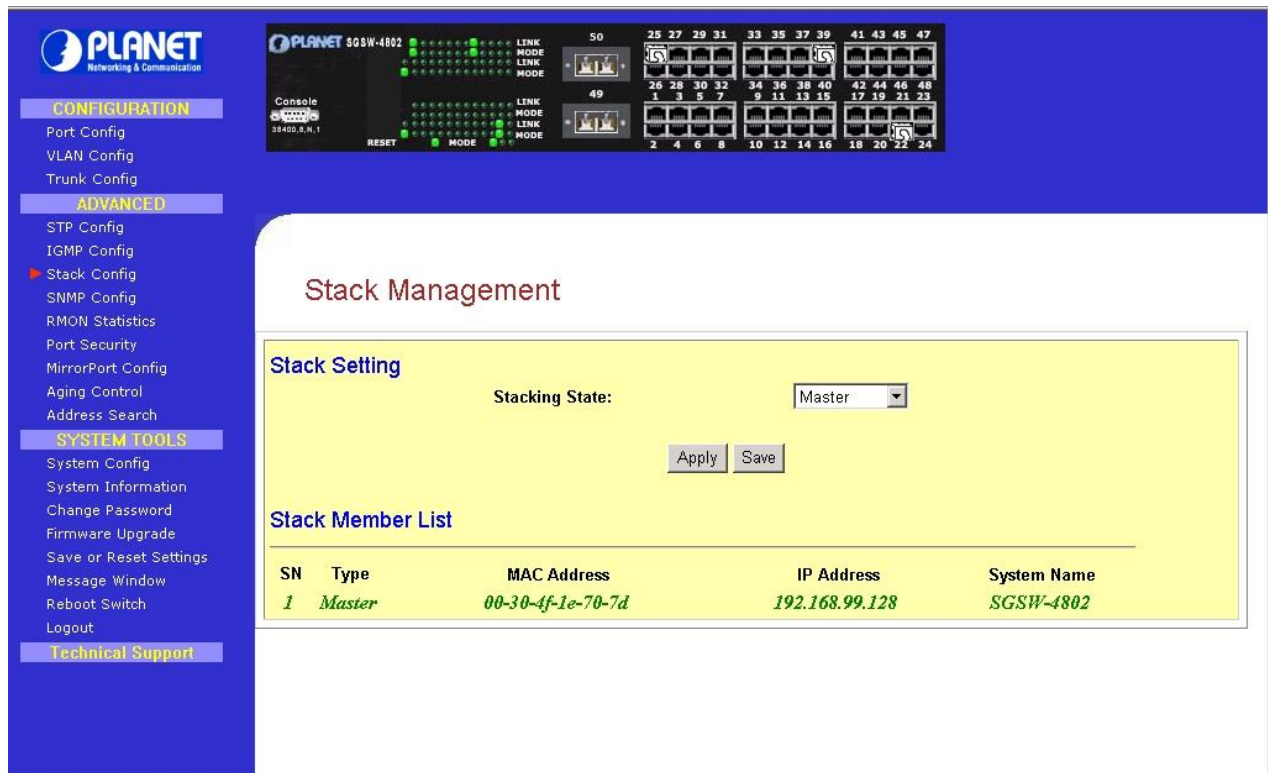 PLANET
Networking & Communication
CONFIGURATION
Port Config
VLAN Config
Trunk Config
ADVANCED
STP Config
IGMP Config
Stack Config
SNMP Config
RMON Statistics
Port Security
MirrorPort Config
Aging Control
Address Search
SYSTEM TOOLS
System Config
System Information
Change Password
Firmware Upgrade
Save or Reset Settings
Message Window
Reboot Switch
Logout
Technical Support
PLANET SGSW-4802
LINK
MODE
LINK
MODE
50
25 27 29 31 33 35 37 39 41 43 45 47
26 28 30 32 34 36 38 40 42 44 46 48
Console
38400,8,N,1
LINK
MODE
LINK
MODE
49
1 3 5 7 9 11 13 15 17 19 21 23
RESET MODE
2 4 6 8 10 12 14 16 18 20 22 24
Stack Management
Stack Setting
Stacking State: Master
Apply Save
Stack Member List
SN Type MAC Address IP Address System Name
1 Master 00-30-4f-1e-70-7d 192.168.99.128 SGSW-4802